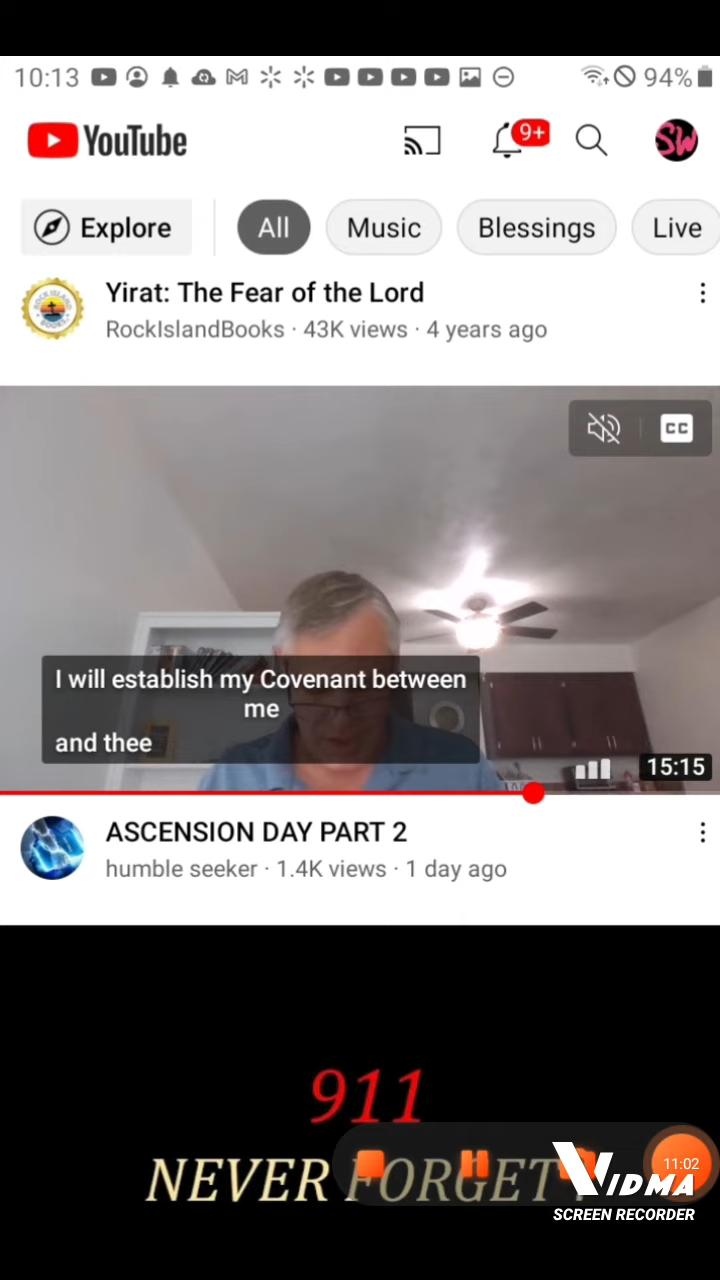 10:13 94%
YouTube 9+ SW
Explore All Music Blessings Live
Yirat: The Fear of the Lord
RockIslandBooks · 43K views · 4 years ago
CC
I will establish my Covenant between
me
and thee
15:15
ASCENSION DAY PART 2
humble seeker · 1.4K views · 1 day ago
911
NEVER FORGET
11:02
VIDMA
SCREEN RECORDER